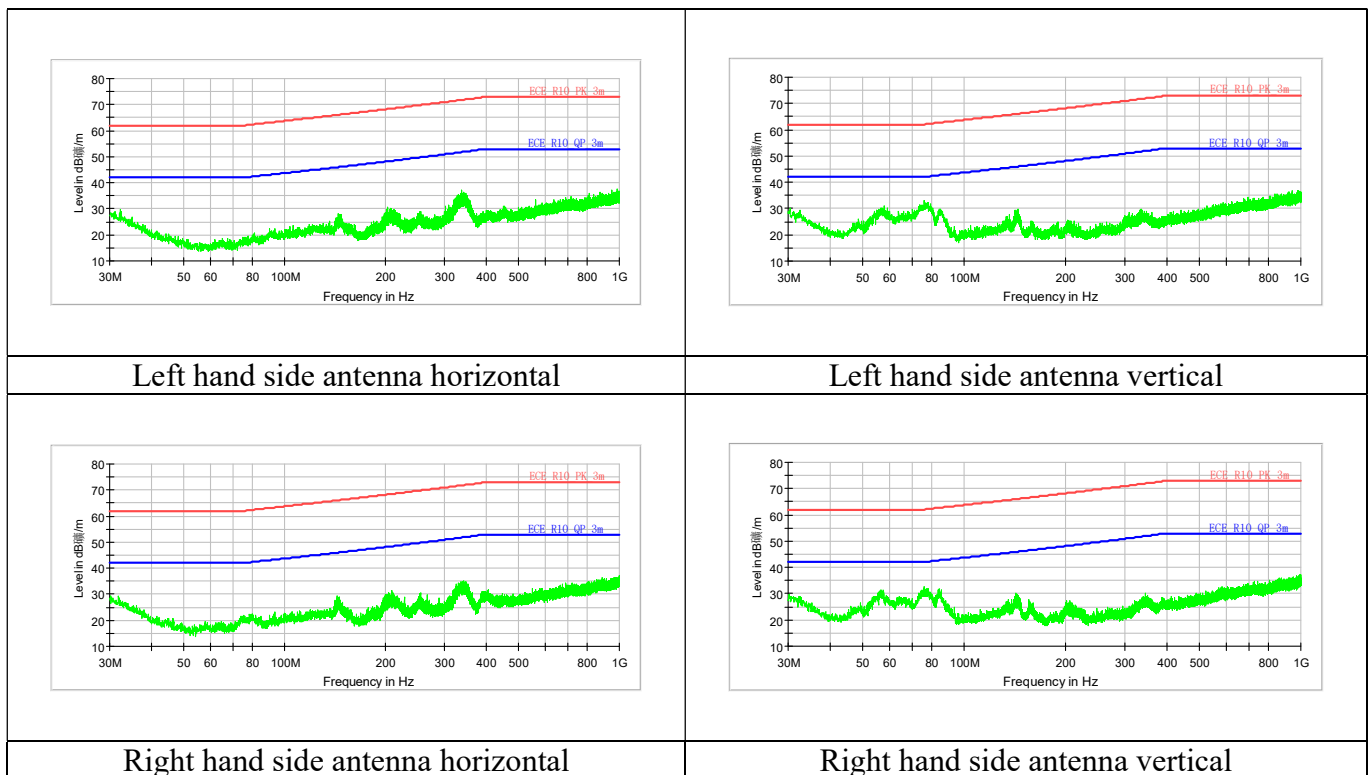 80
70
60
50
40
30
20
10
Level in dB礦/m
ECE R10 PK 3m
ECE R10 QP 3m
30M 50 60 80 100M 200 300 400 500 800 1G
Frequency in Hz
80
70
60
50
40
30
20
10
Level in dB礦/m
ECE R10 PK 3m
ECE R10 QP 3m
30M 50 60 80 100M 200 300 400 500 800 1G
Frequency in Hz
Left hand side antenna horizontal
Left hand side antenna vertical
80
70
60
50
40
30
20
10
Level in dB礦/m
ECE R10 PK 3m
ECE R10 QP 3m
30M 50 60 80 100M 200 300 400 500 800 1G
Frequency in Hz
80
70
60
50
40
30
20
10
Level in dB礦/m
ECE R10 PK 3m
ECE R10 QP 3m
30M 50 60 80 100M 200 300 400 500 800 1G
Frequency in Hz
Right hand side antenna horizontal
Right hand side antenna vertical